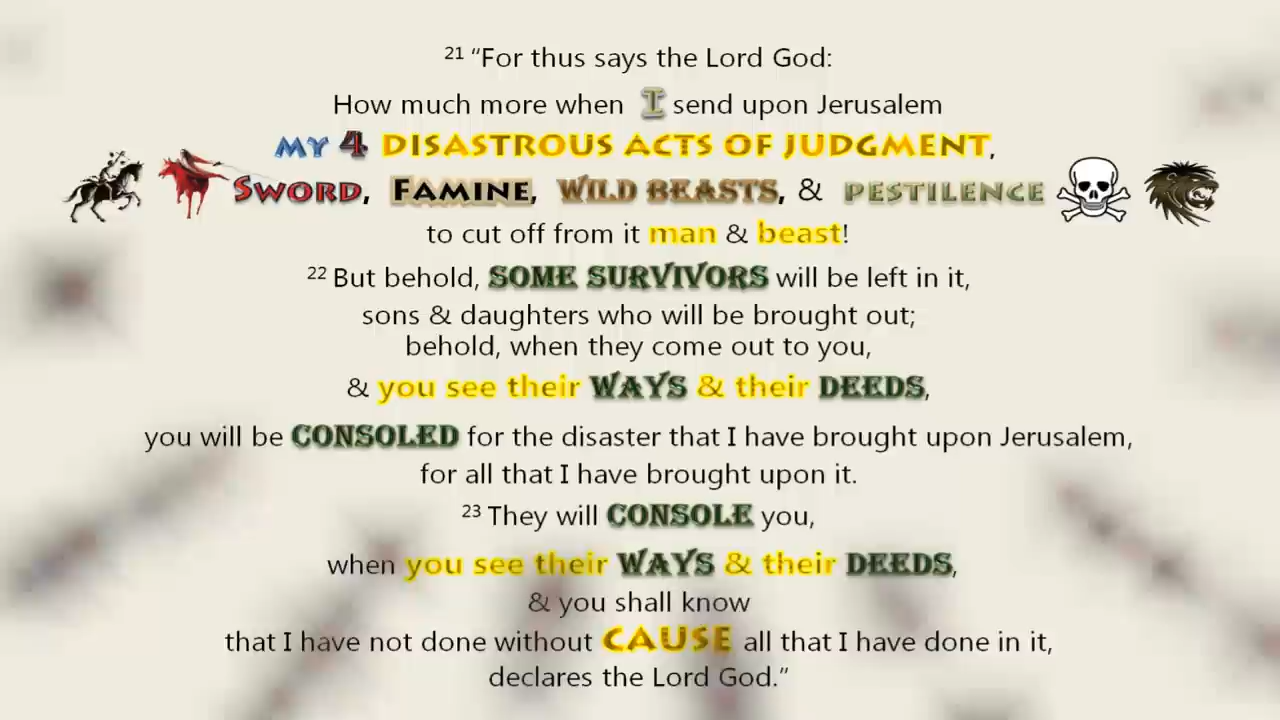 21 “For thus says the Lord God:
How much more when I send upon Jerusalem
MY 4 DISASTROUS ACTS OF JUDGMENT,
SWORD, FAMINE, WILD BEASTS, & PESTILENCE
to cut off from it man & beast!
22 But behold, SOME SURVIVORS will be left in it,
sons & daughters who will be brought out;
behold, when they come out to you,
& you see their WAYS & their DEEDS,
you will be CONSOLED for the disaster that I have brought upon Jerusalem,
for all that I have brought upon it.
23 They will CONSOLE you,
when you see their WAYS & their DEEDS,
& you shall know
that I have not done without CAUSE all that I have done in it,
declares the Lord God.”